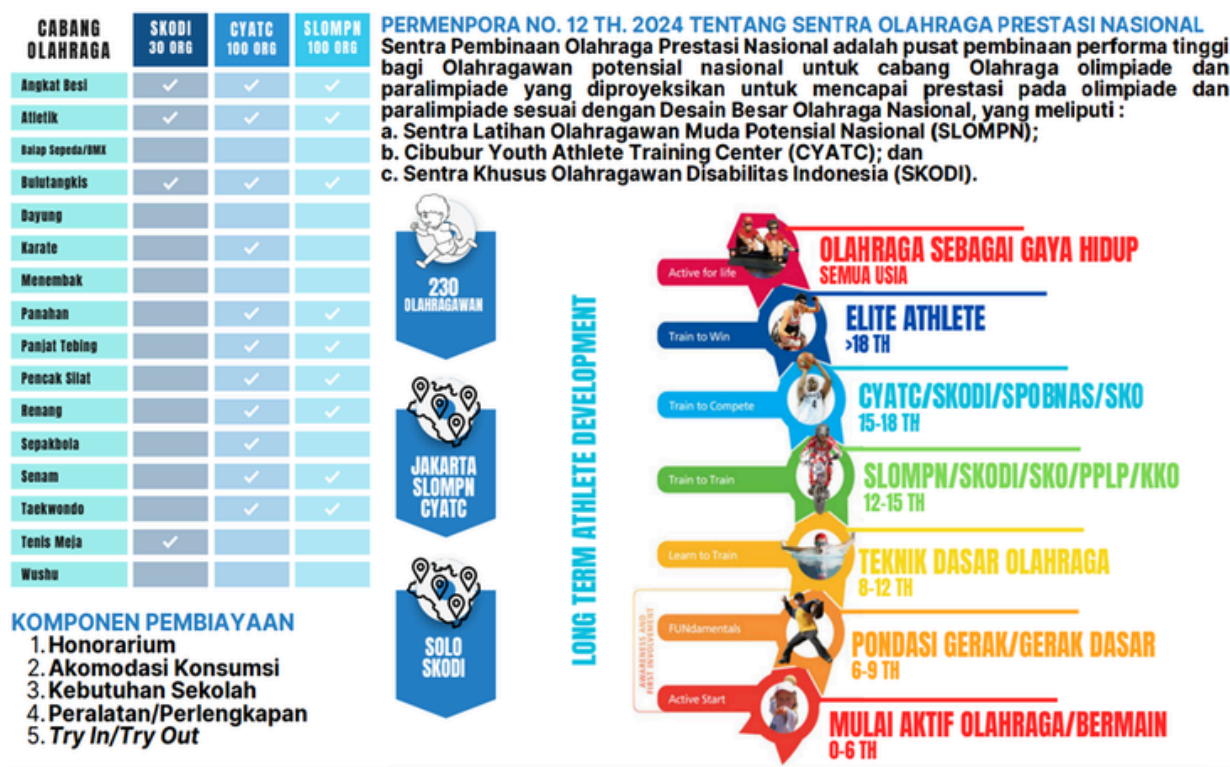 CABANG
OLAHRAGA
SKODI
30 ORG
CYATC
100 ORG
SLOMPN
100 ORG
Angkat Besi
Atletik
Balap Sepeda/BMX
Bulutangkis
Dayung
Karate
Menembak
Panahan
Panjat Tebing
Pencak Silat
Renang
Sepakbola
Senam
Taekwondo
Tenis Meja
Wushu
KOMPONEN PEMBIAYAAN
1. Honorarium
2. Akomodasi Konsumsi
3. Kebutuhan Sekolah
4. Peralatan/Perlengkapan
5. Try In/Try Out
PERMENPORA NO. 12 TH. 2024 TENTANG SENTRA OLAHRAGA PRESTASI NASIONAL
Sentra Pembinaan Olahraga Prestasi Nasional adalah pusat pembinaan performa tinggi
bagi Olahragawan potensial nasional untuk cabang Olahraga olimpiade dan
paralimpiade yang diproyeksikan untuk mencapai prestasi pada olimpiade dan
paralimpiade sesuai dengan Desain Besar Olahraga Nasional, yang meliputi :
a. Sentra Latihan Olahragawan Muda Potensial Nasional (SLOMPN);
b. Cibubur Youth Athlete Training Center (CYATC); dan
c. Sentra Khusus Olahragawan Disabilitas Indonesia (SKODI).
230
OLAHRAGAWAN
JAKARTA
SLOMPN
CYATC
SOLO
SKODI
LONG TERM ATHLETE DEVELOPMENT
Active for life
OLAHRAGA SEBAGAI GAYA HIDUP
SEMUA USIA
Train to Win
ELITE ATHLETE
>18 TH
Train to Compete
CYATC/SKODI/SPOBNAS/SKO
15-18 TH
Train to Train
SLOMPN/SKODI/SKO/PPLP/KKO
12-15 TH
Learn to Train
TEKNIK DASAR OLAHRAGA
8-12 TH
AWARENESS AND
FIRST INVOLVEMENT
FUNdamentals
PONDASI GERAK/GERAK DASAR
6-9 TH
Active Start
MULAI AKTIF OLAHRAGA/BERMAIN
0-6 TH